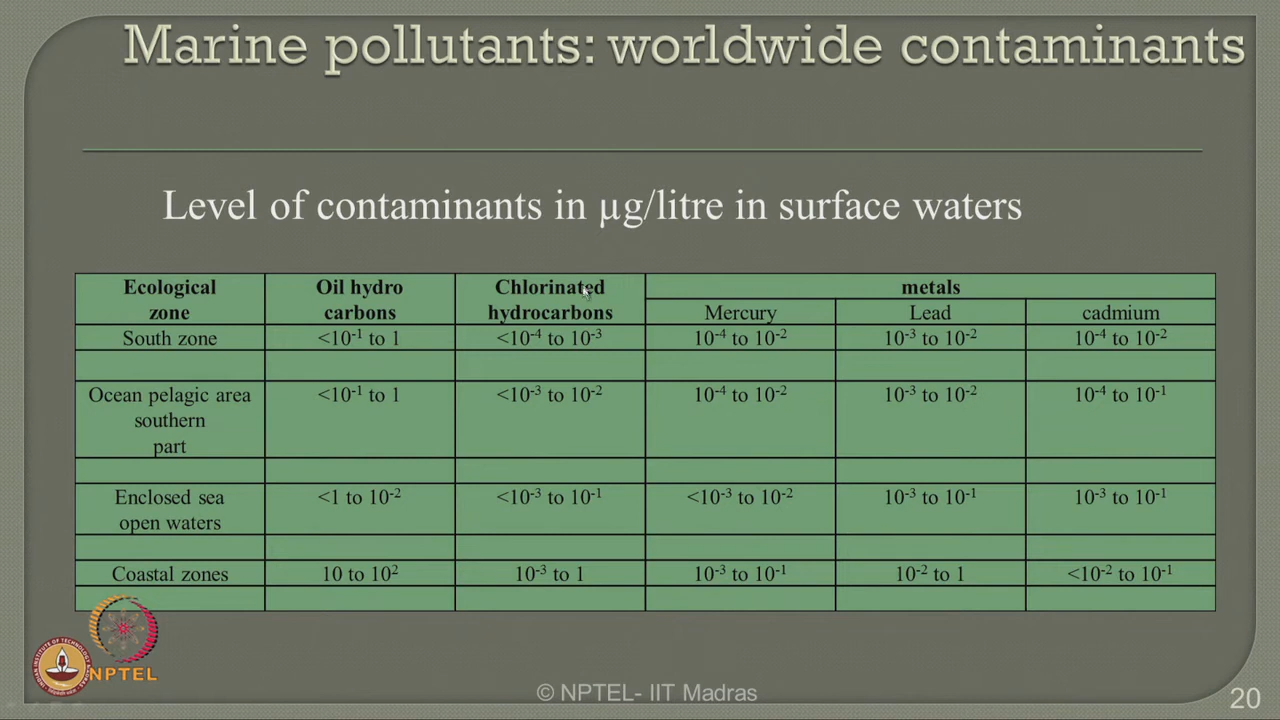 Marine pollutants: worldwide contaminants
Level of contaminants in µg/litre in surface waters
Ecological zone Oil hydro carbons Chlorinated hydrocarbons metals
Mercury Lead cadmium
South zone <10⁻¹ to 1 <10⁻⁴ to 10⁻³ 10⁻⁴ to 10⁻² 10⁻³ to 10⁻² 10⁻⁴ to 10⁻²
Ocean pelagic area southern part <10⁻¹ to 1 <10⁻³ to 10⁻² 10⁻⁴ to 10⁻² 10⁻³ to 10⁻² 10⁻⁴ to 10⁻¹
Enclosed sea open waters <1 to 10⁻² <10⁻³ to 10⁻¹ <10⁻³ to 10⁻² 10⁻³ to 10⁻¹ 10⁻³ to 10⁻¹
Coastal zones 10 to 10² 10⁻³ to 1 10⁻³ to 10⁻¹ 10⁻² to 1 <10⁻² to 10⁻¹
NPTEL
© NPTEL- IIT Madras
20